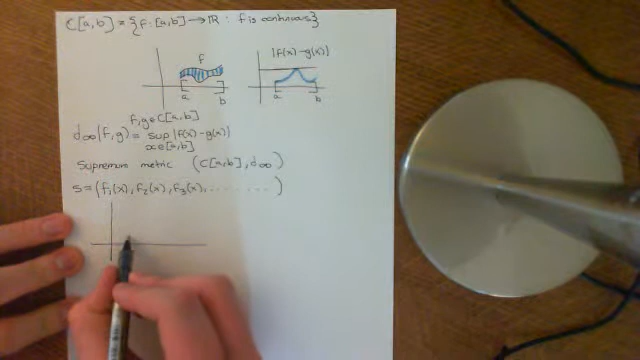 C[a,b] = {f:[a,b]→ℝ : f is continuous}
f |f(x)-g(x)|
a b a b
f,g∈C[a,b]
d∞(f,g) = sup |f(x)-g(x)|
x∈[a,b]
Supremum metric (C[a,b], d∞)
S = (f₁(x), f₂(x), f₃(x), ..........)